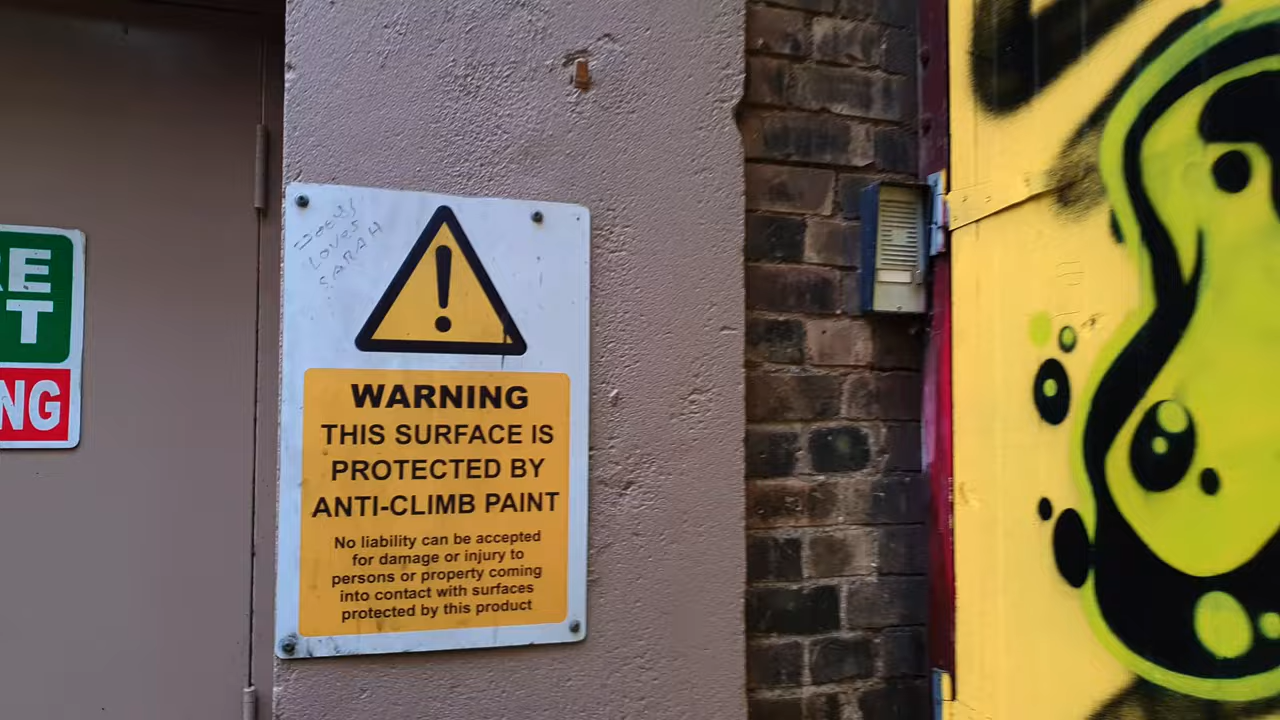 RE
T
NG
LOVES
SARAH
WARNING
THIS SURFACE IS
PROTECTED BY
ANTI-CLIMB PAINT
No liability can be accepted
for damage or injury to
persons or property coming
into contact with surfaces
protected by this product